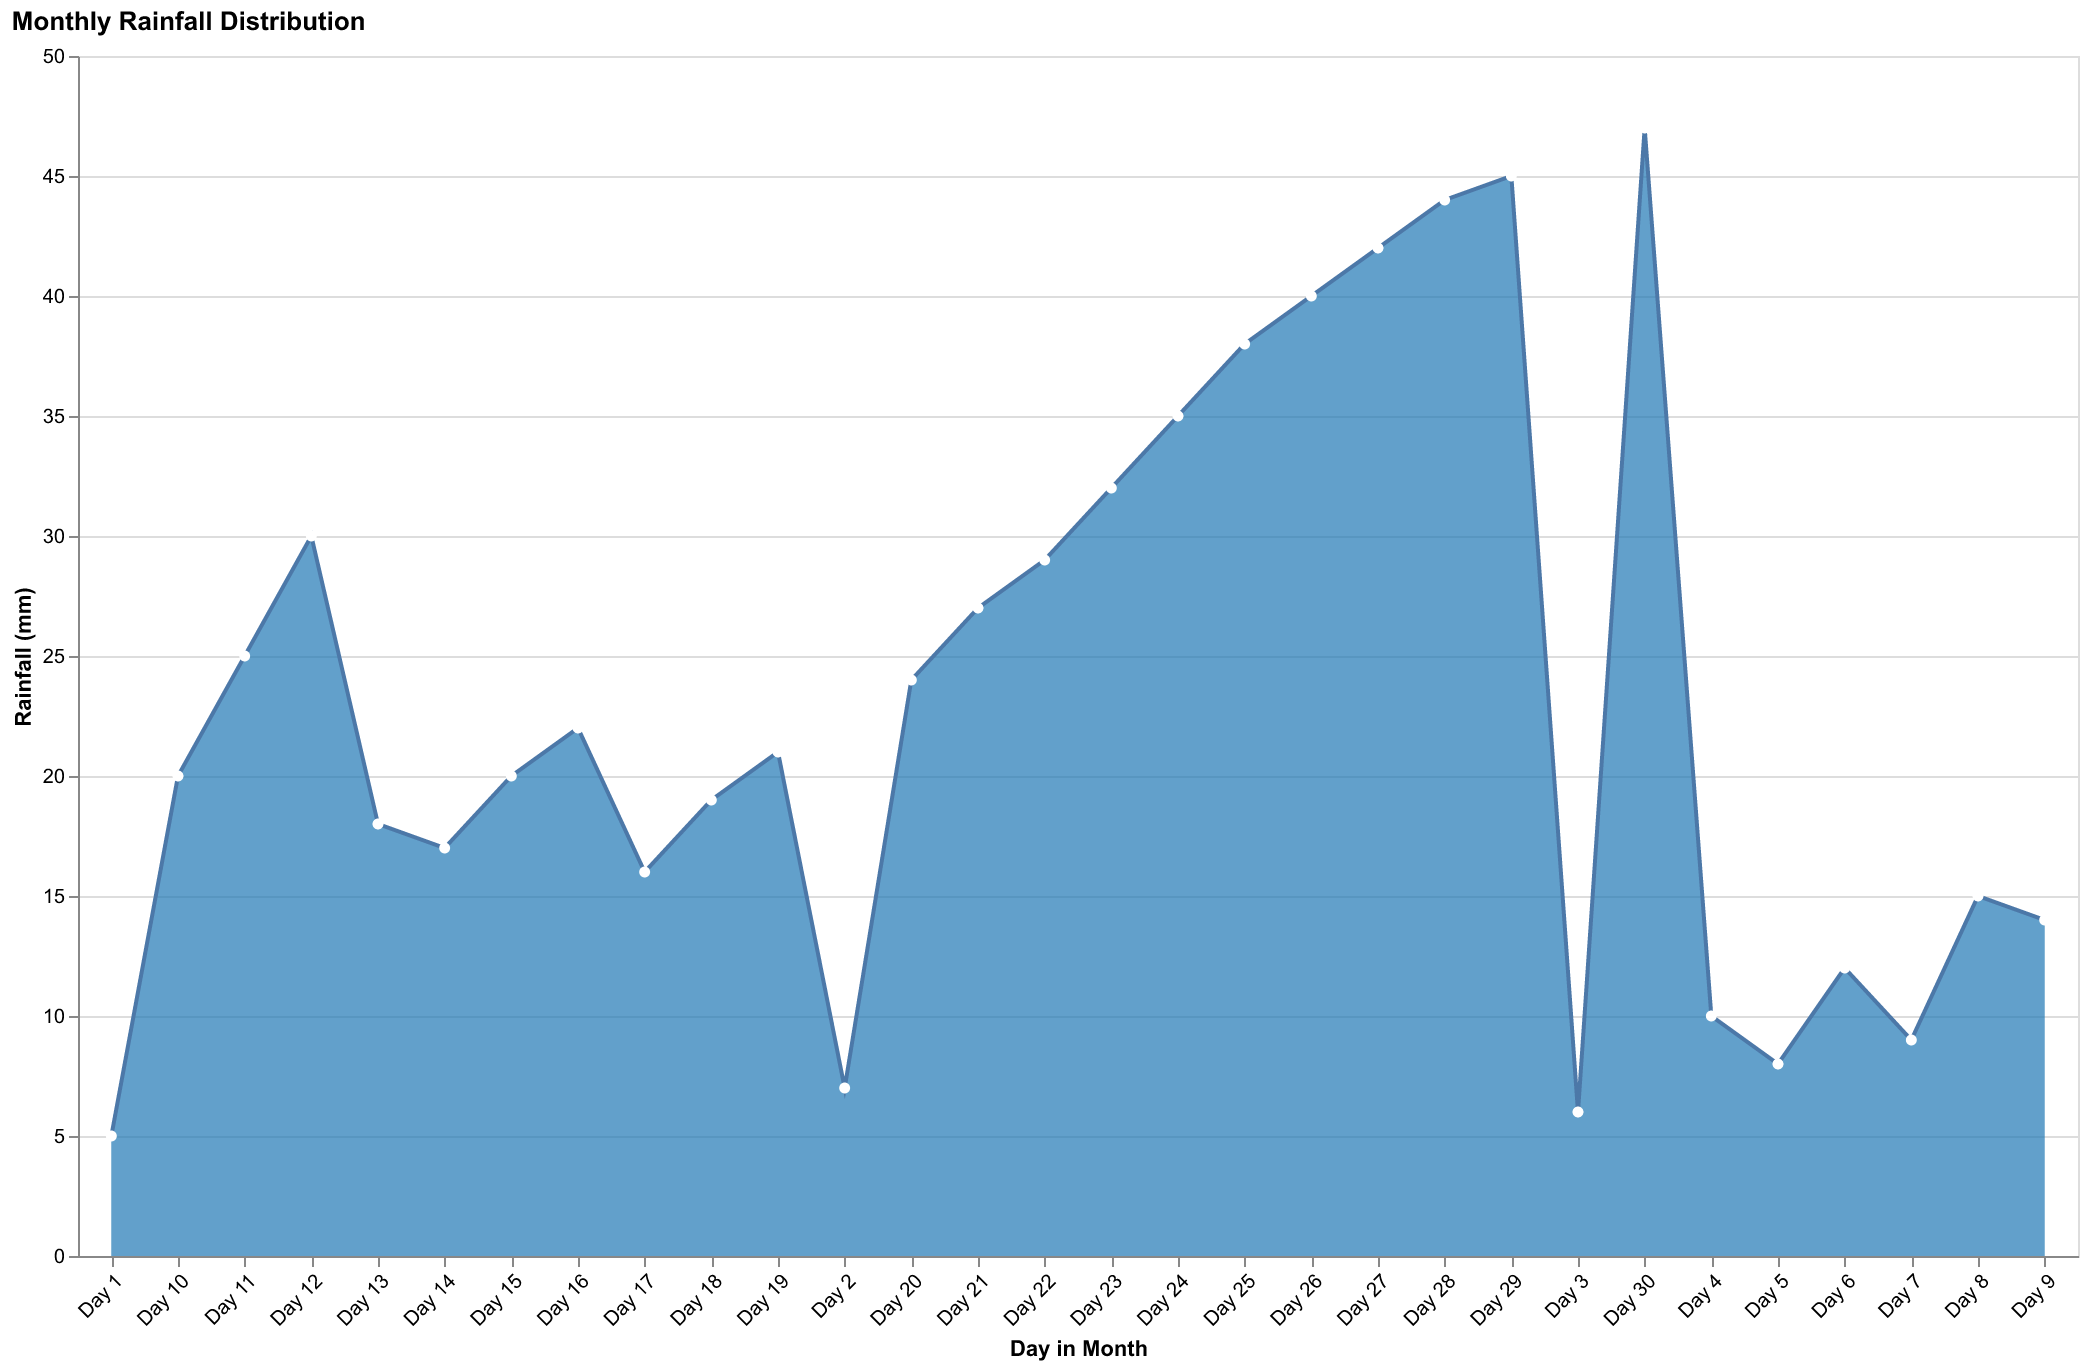 Monthly Rainfall Distribution
50
45
40
35
30
25
20
15
10
5
0
Rainfall (mm)
Day 1
Day 10
Day 11
Day 12
Day 13
Day 14
Day 15
Day 16
Day 17
Day 18
Day 19
Day 2
Day 20
Day 21
Day 22
Day 23
Day 24
Day 25
Day 26
Day 27
Day 28
Day 29
Day 3
Day 30
Day 4
Day 5
Day 6
Day 7
Day 8
Day 9
Day in Month